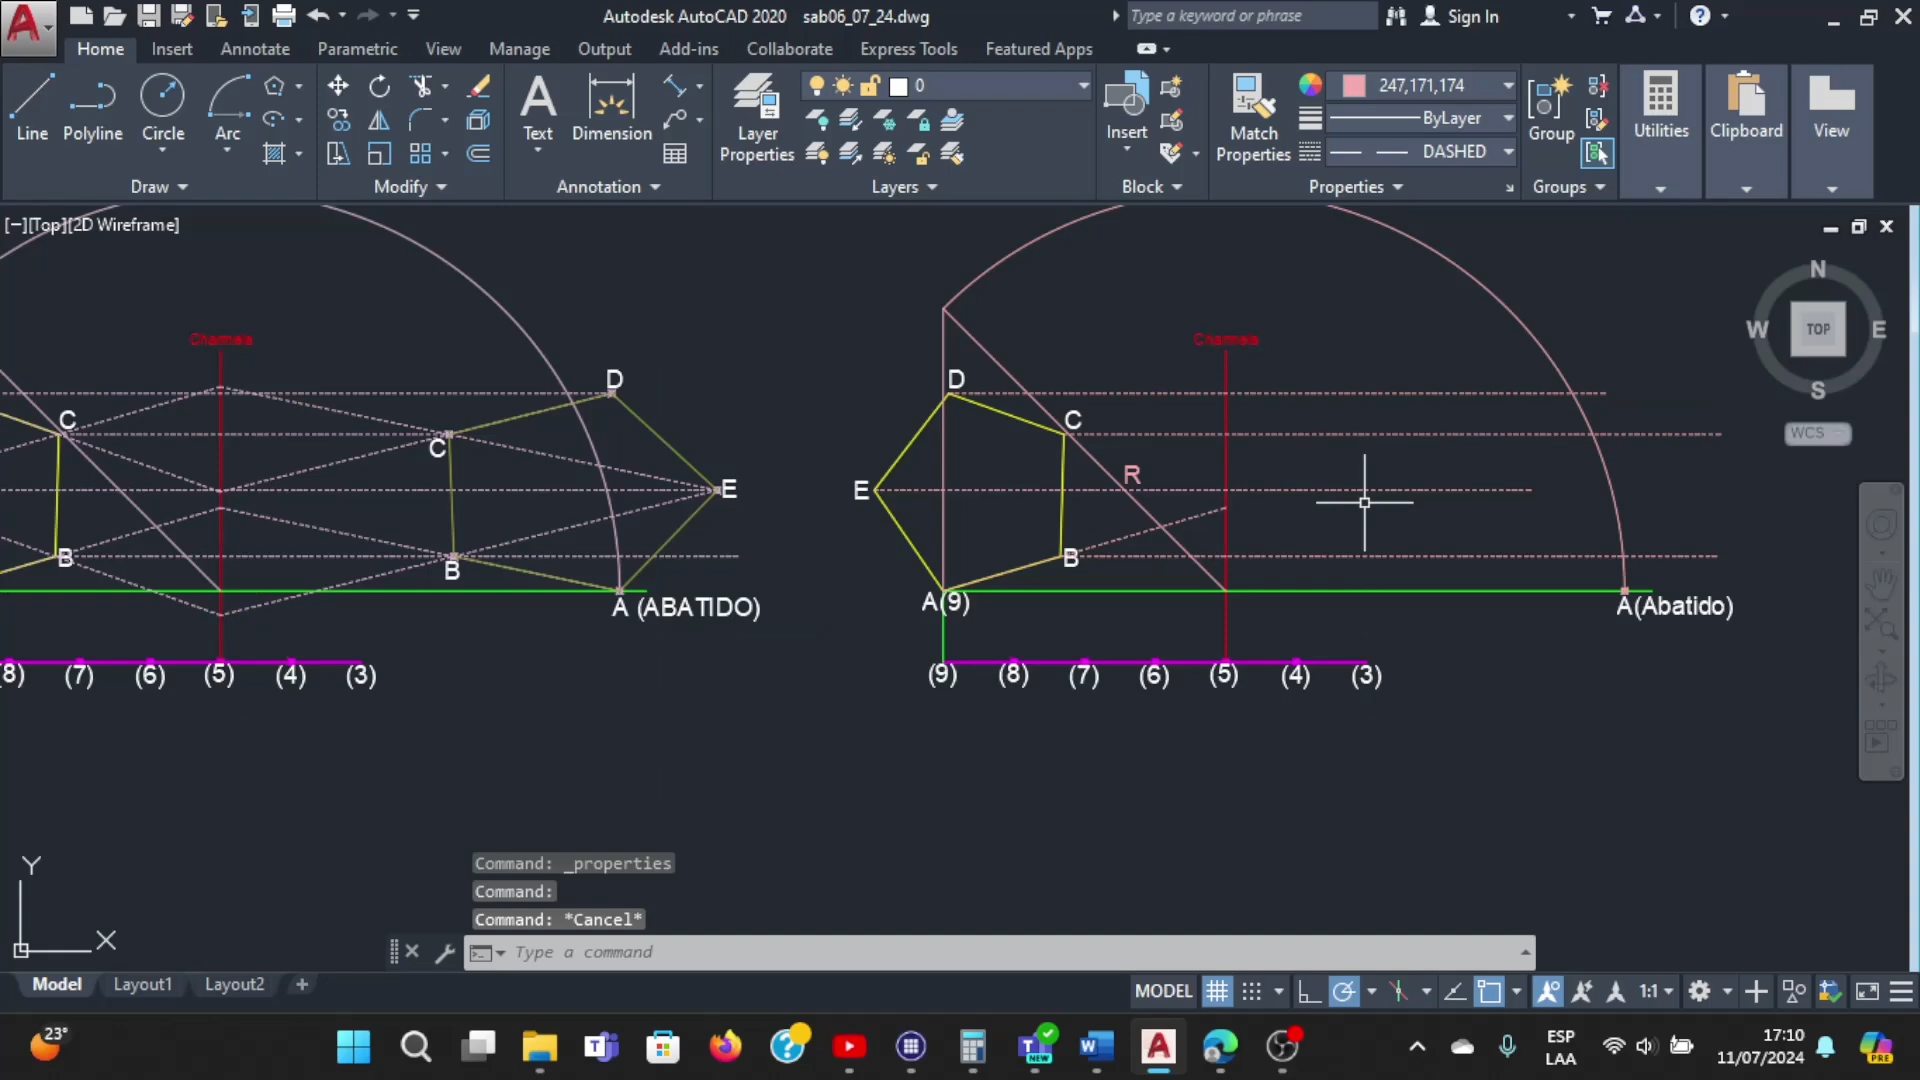 Autodesk AutoCAD 2020 sab06_07_24.dwg
Type a keyword or phrase
Sign In
Home Insert Annotate Parametric View Manage Output Add-ins Collaborate Express Tools Featured Apps
Line Polyline Circle Arc
Text Dimension
Layer Properties
0
Insert
Match Properties
247,171,174
ByLayer
DASHED
Group
Utilities Clipboard View
Draw Modify Annotation Layers Block Properties Groups
[−][Top][2D Wireframe]
N
W TOP E
S
WCS
Charnela
Charnela
D
C
C
E
B
B
A (ABATIDO)
(8) (7) (6) (5) (4) (3)
D
C
R
E
B
A(9)
A(Abatido)
(9) (8) (7) (6) (5) (4) (3)
Y
X
Command: _properties
Command:
Command: *Cancel*
Type a command
Model Layout1 Layout2 +
MODEL
1:1
23°
NEW
ESP
LAA
17:10
11/07/2024
PRE